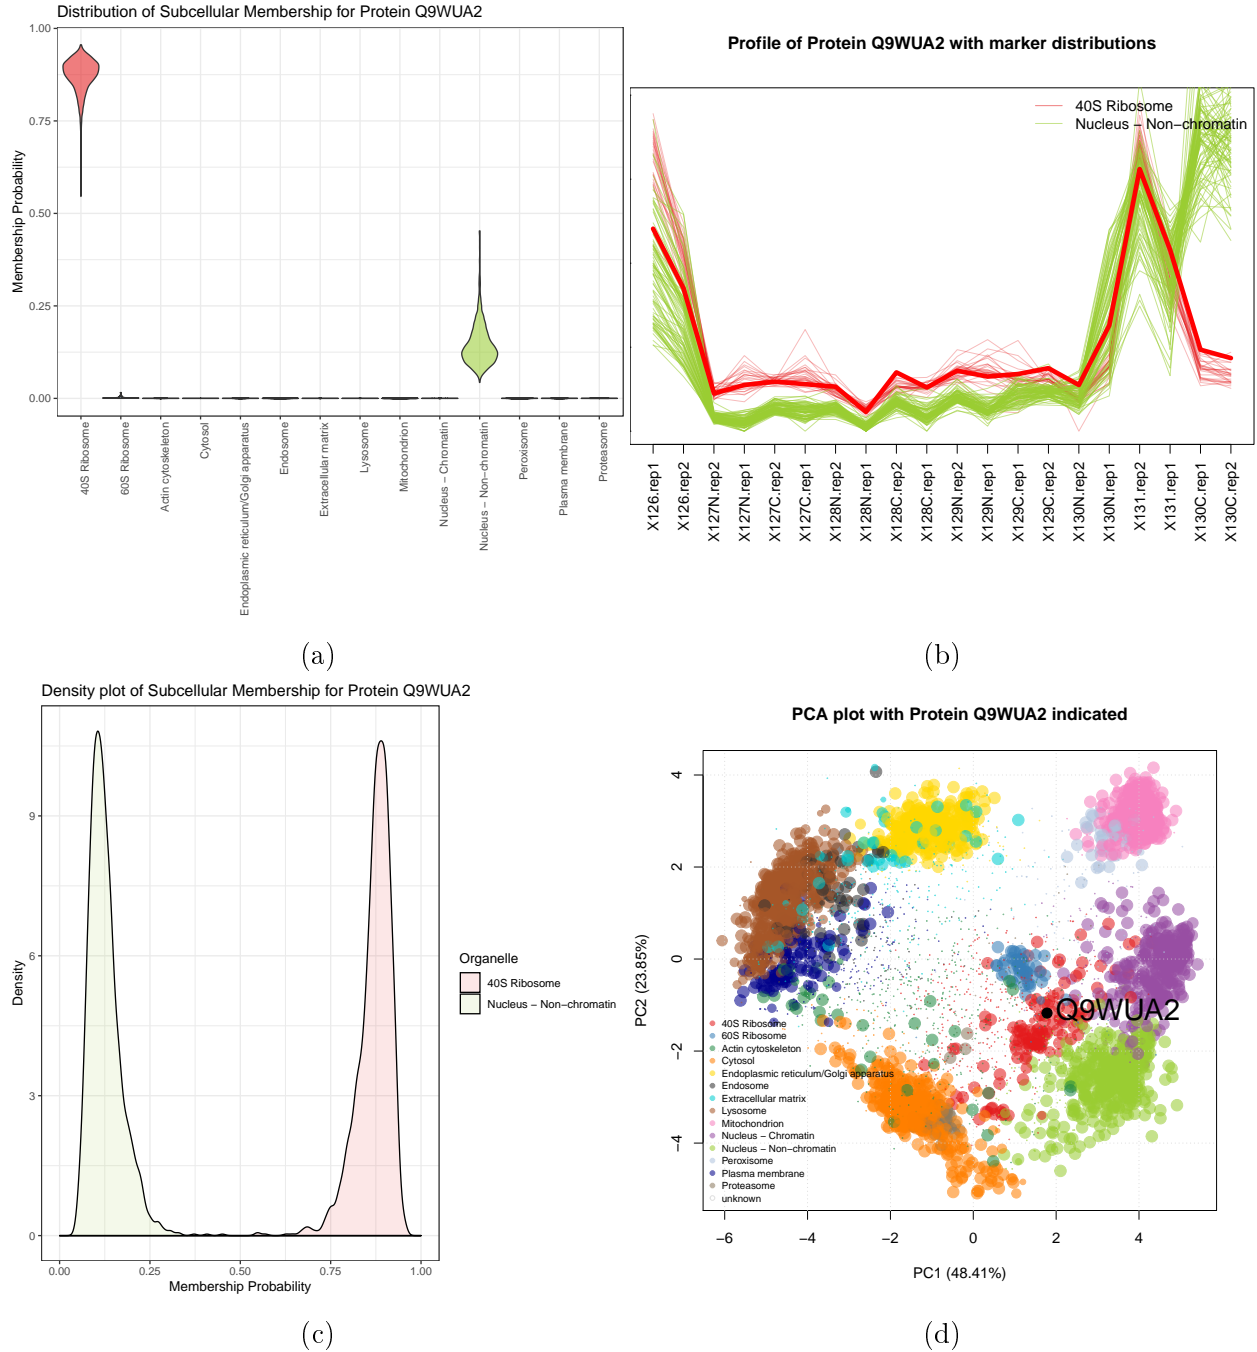 Distribution of Subcellular Membership for Protein Q9WUA2
1.00
0.75
0.50
0.25
0.00
Membership Probability
40S Ribosome
60S Ribosome
Actin cytoskeleton
Cytosol
Endoplasmic reticulum/Golgi apparatus
Endosome
Extracellular matrix
Lysosome
Mitochondrion
Nucleus − Chromatin
Nucleus − Non−chromatin
Peroxisome
Plasma membrane
Proteasome
(a)
Profile of Protein Q9WUA2 with marker distributions
40S Ribosome
Nucleus − Non−chromatin
X126.rep1
X126.rep2
X127N.rep2
X127N.rep1
X127C.rep2
X127C.rep1
X128N.rep2
X128N.rep1
X128C.rep2
X128C.rep1
X129N.rep2
X129N.rep1
X129C.rep1
X129C.rep2
X130N.rep2
X130N.rep1
X131.rep2
X131.rep1
X130C.rep1
X130C.rep2
(b)
Density plot of Subcellular Membership for Protein Q9WUA2
9
6
3
0
Density
0.00
0.25
0.50
0.75
1.00
Membership Probability
Organelle
40S Ribosome
Nucleus − Non−chromatin
(c)
PCA plot with Protein Q9WUA2 indicated
4
2
0
−2
−4
PC2 (23.85%)
Q9WUA2
40S Ribosome
60S Ribosome
Actin cytoskeleton
Cytosol
Endoplasmic reticulum/Golgi apparatus
Endosome
Extracellular matrix
Lysosome
Mitochondrion
Nucleus − Chromatin
Nucleus − Non−chromatin
Peroxisome
Plasma membrane
Proteasome
unknown
−6
−4
−2
0
2
4
PC1 (48.41%)
(d)